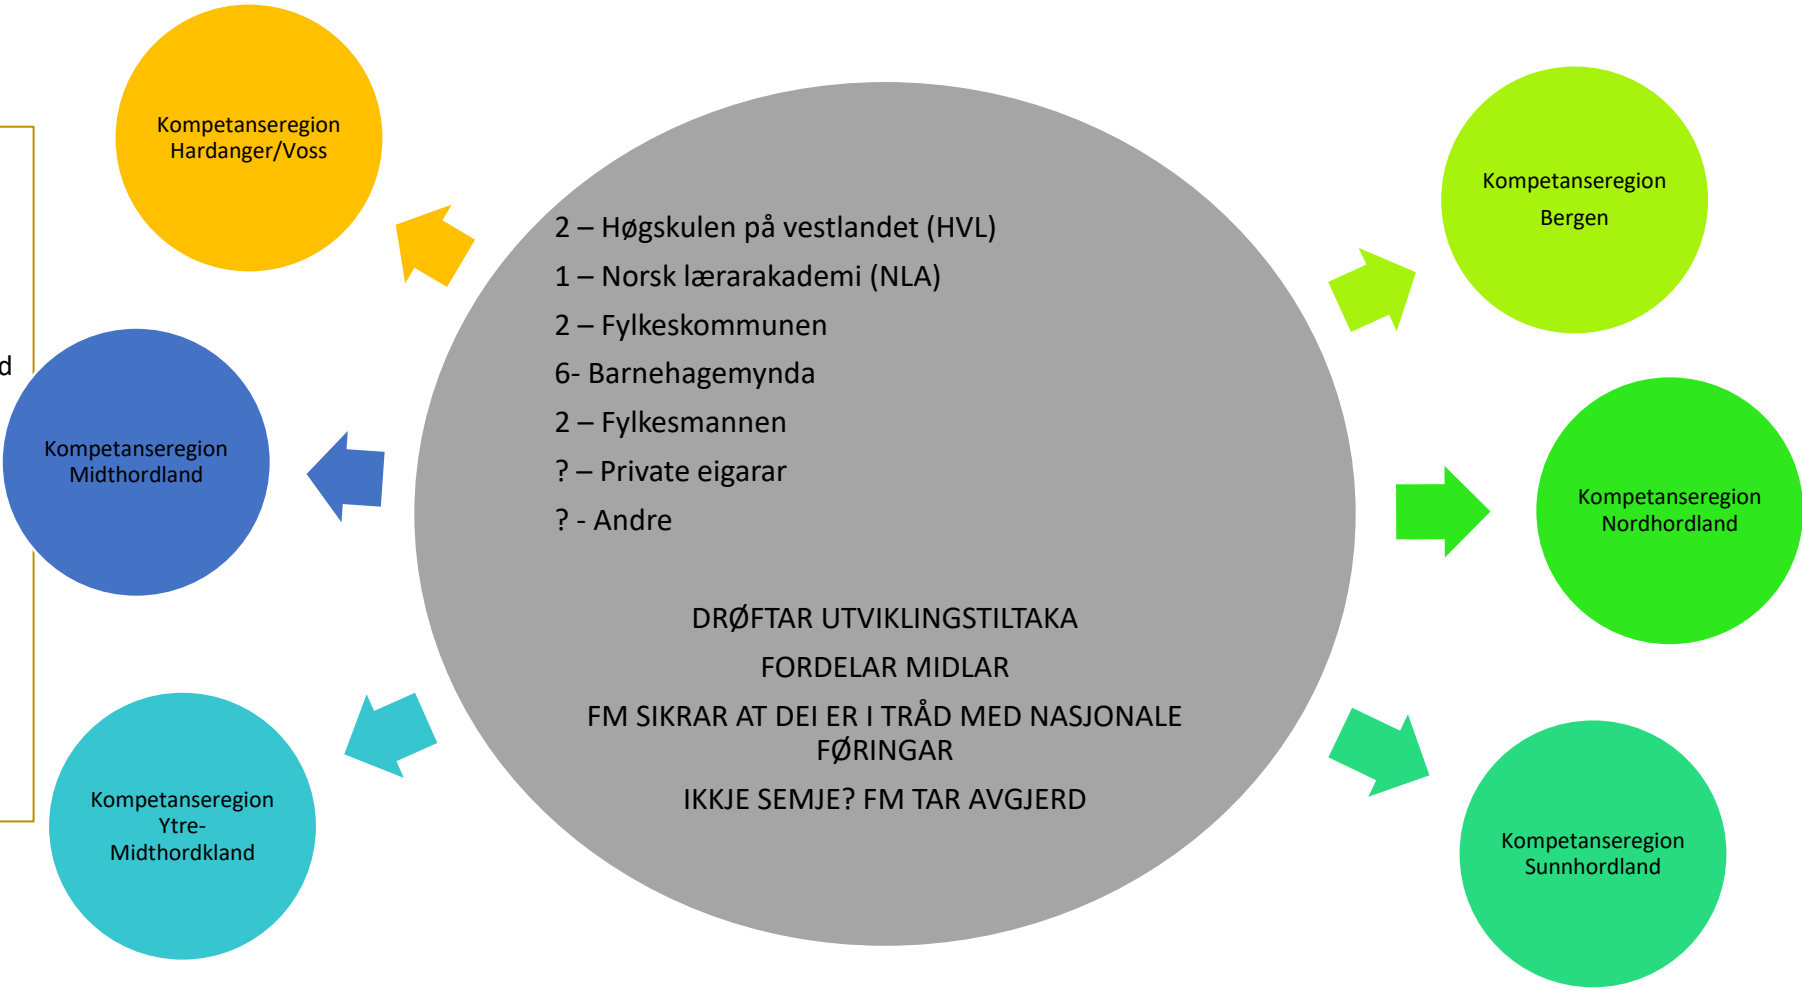 Kompetanseregion
Hardanger/Voss
d
Kompetanseregion
Midthordland
Kompetanseregion
Ytre-
Midthordkland
2 – Høgskulen på vestlandet (HVL)
1 – Norsk lærarakademi (NLA)
2 – Fylkeskommunen
6- Barnehagemynda
2 – Fylkesmannen
? – Private eigarar
? - Andre
DRØFTAR UTVIKLINGSTILTAKA
FORDELAR MIDLAR
FM SIKRAR AT DEI ER I TRÅD MED NASJONALE
FØRINGAR
IKKJE SEMJE? FM TAR AVGJERD
Kompetanseregion
Bergen
Kompetanseregion
Nordhordland
Kompetanseregion
Sunnhordland